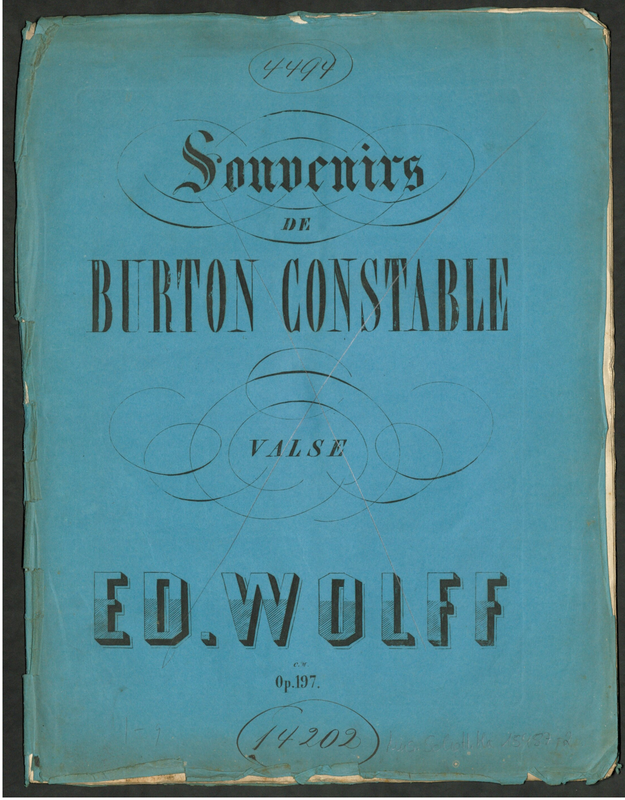 4494
Souvenirs
DE
BURTON CONSTABLE
VALSE
ED. WOLFF
C.N
Op.197.
14202